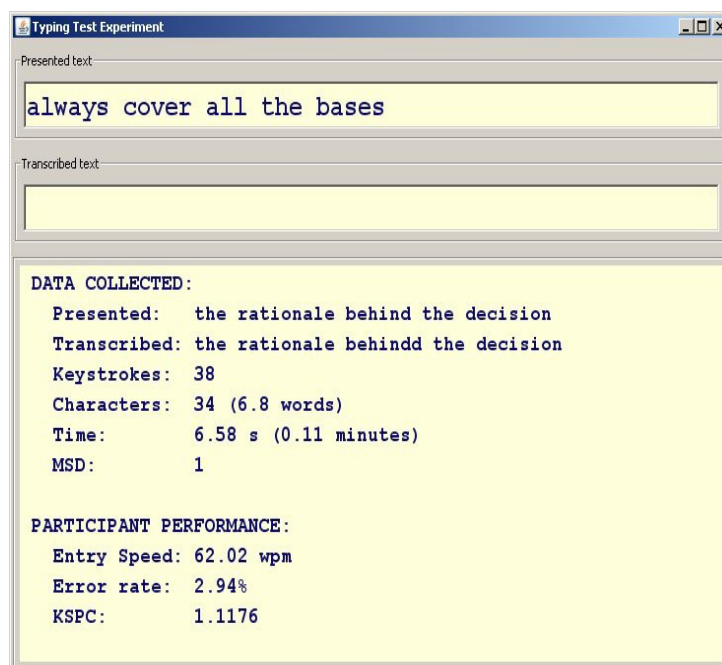 Typing Test Experiment
Presented text
always cover all the bases
Transcribed text
DATA COLLECTED:
Presented: the rationale behind the decision
Transcribed: the rationale behindd the decision
Keystrokes: 38
Characters: 34 (6.8 words)
Time: 6.58 s (0.11 minutes)
MSD: 1
PARTICIPANT PERFORMANCE:
Entry Speed: 62.02 wpm
Error rate: 2.94%
KSPC: 1.1176